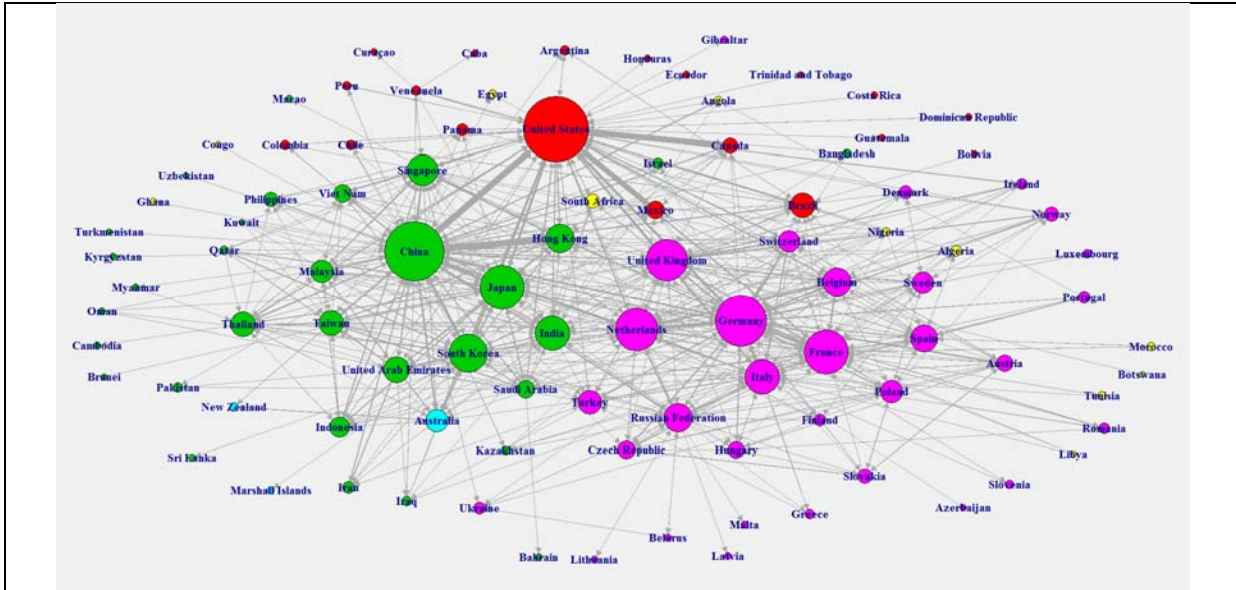 Gibraltar
Curaçao
Cuba
Argentina
Honduras
Ecuador
Trinidad and Tobago
Peru
Venezuela
Egypt
Macao
Angola
Costa Rica
Dominican Republic
Panama
United States
Congo
Colombia
Chile
Canada
Guatemala
Bangladesh
Bolivia
Israel
Singapore
Uzbekistan
Ghana
Philippines
Viet Nam
South Africa
Mexico
Brazil
Denmark
Ireland
Norway
Kuwait
Turkmenistan
Kyrgyzstan
Qatar
China
Hong Kong
Switzerland
Nigeria
Algeria
Luxembourg
United Kingdom
Malaysia
Myanmar
Japan
Belgium
Sweden
Portugal
Oman
Thailand
Taiwan
India
Netherlands
Germany
Spain
Cambodia
Brunei
South Korea
France
Morocco
Austria
Botswana
United Arab Emirates
Italy
Pakistan
Saudi Arabia
Poland
Tunisia
New Zealand
Turkey
Australia
Russian Federation
Finland
Indonesia
Romania
Kazakhstan
Czech Republic
Hungary
Libya
Sri Lanka
Slovakia
Slovenia
Marshall Islands
Iran
Iraq
Ukraine
Greece
Azerbaijan
Malta
Belarus
Bahrain
Lithuania
Latvia